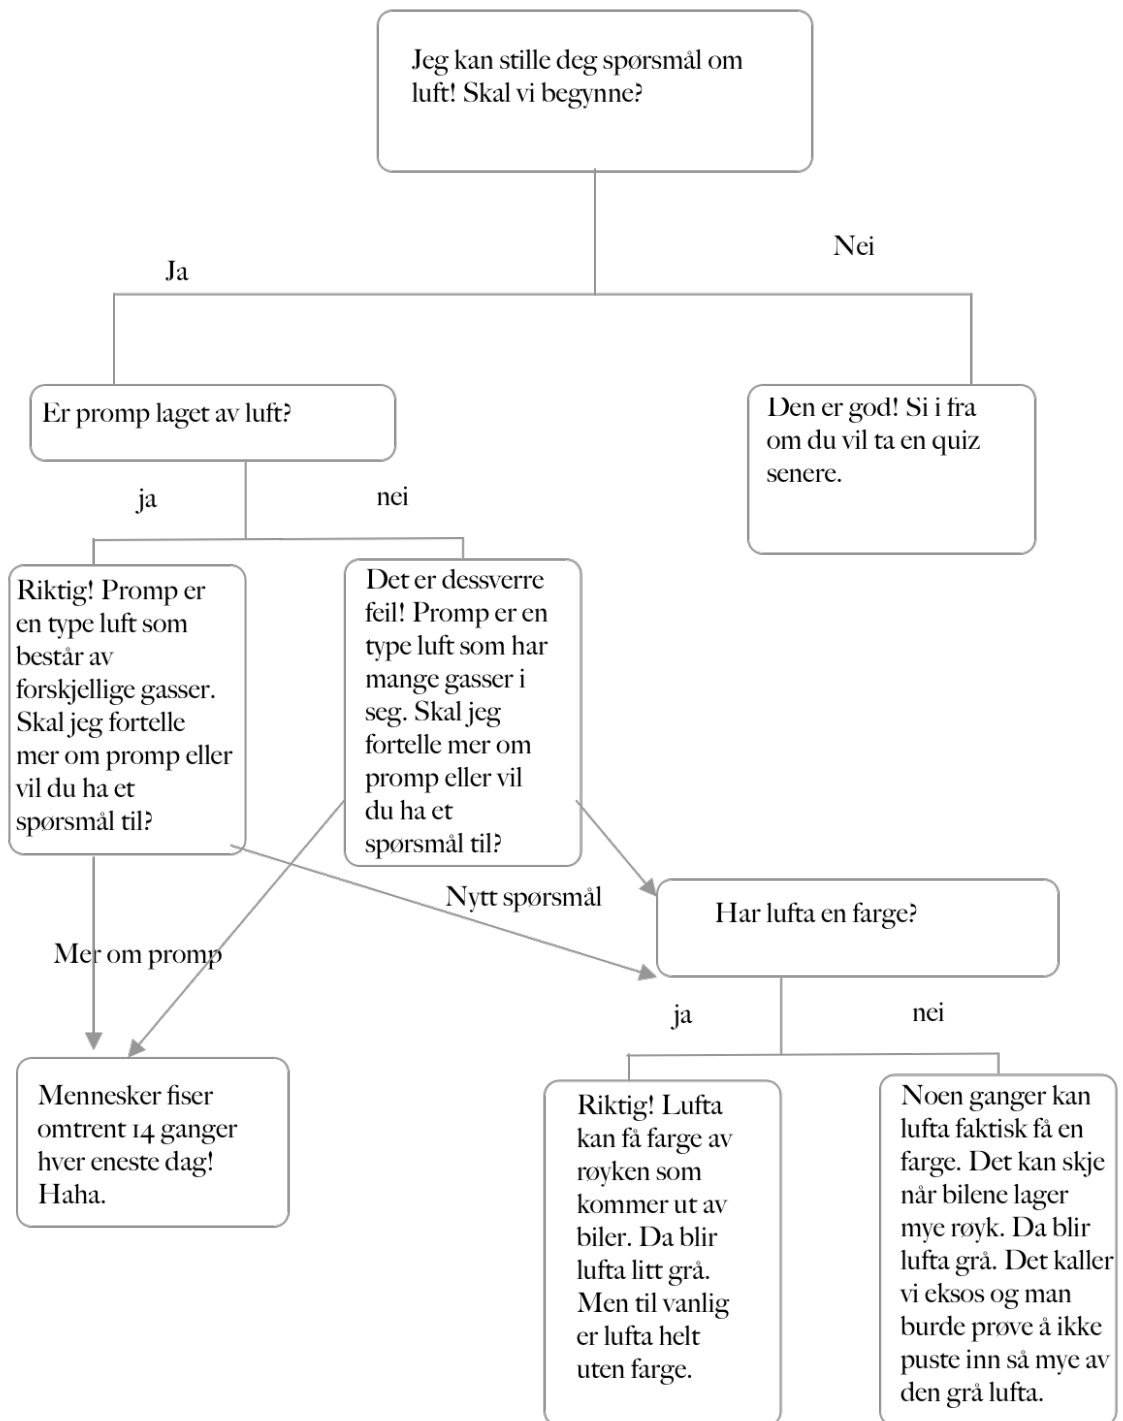 Jeg kan stille deg spørsmål om
luft! Skal vi begynne?
Ja
Nei
Er promp laget av luft?
Den er god! Si i fra
om du vil ta en quiz
senere.
ja
nei
Riktig! Promp er
en type luft som
består av
forskjellige gasser.
Skal jeg fortelle
mer om promp eller
vil du ha et
spørsmål til?
Det er dessverre
feil! Promp er en
type luft som har
mange gasser i
seg. Skal jeg
fortelle mer om
promp eller vil
du ha et
spørsmål til?
Nytt spørsmål
Mer om promp
Har lufta en farge?
ja
nei
Mennesker fiser
omtrent 14 ganger
hver eneste dag!
Haha.
Riktig! Lufta
kan få farge av
røyken som
kommer ut av
biler. Da blir
lufta litt grå.
Men til vanlig
er lufta helt
uten farge.
Noen ganger kan
lufta faktisk få en
farge. Det kan skje
når bilene lager
mye røyk. Da blir
lufta grå. Det kaller
vi eksos og man
burde prøve å ikke
puste inn så mye av
den grå lufta.